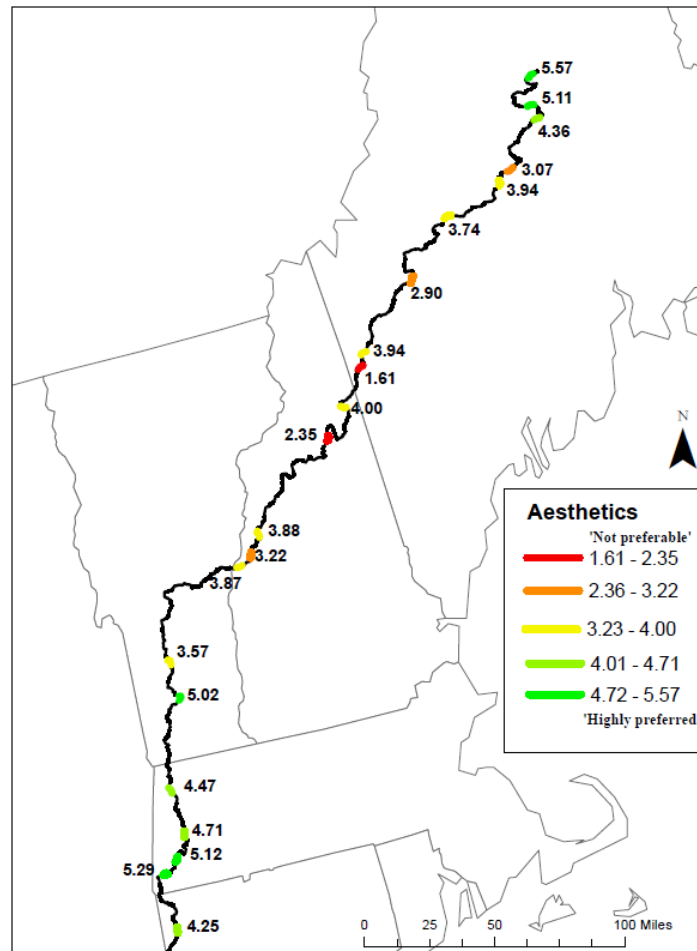 5.57
5.11
4.36
3.07
3.94
3.74
2.90
3.94
1.61
4.00
2.35
3.88
3.22
3.87
3.57
5.02
4.47
4.71
5.12
5.29
4.25
N
Aesthetics
'Not preferable'
1.61 - 2.35
2.36 - 3.22
3.23 - 4.00
4.01 - 4.71
4.72 - 5.57
'Highly preferred'
0 25 50 100 Miles